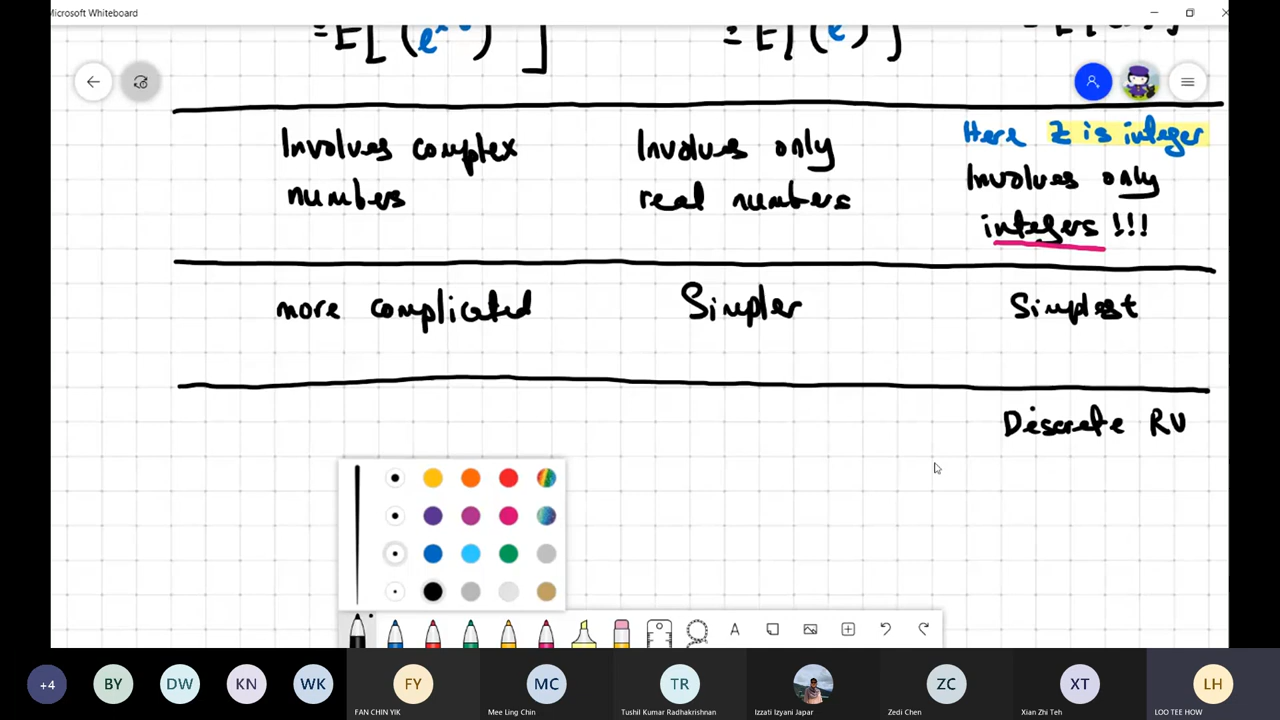 Microsoft Whiteboard
Here Z is integer
Involves complex numbers
Involves only real numbers
Involves only integers !!!
more complicated
Simpler
Simplest
Discrete RV
A
+4
BY
DW
KN
WK
FY
FAN CHIN YIK
MC
Mee Ling Chin
TR
Tushil Kumar Radhakrishnan
Izzati Izyani Japar
ZC
Zedi Chen
XT
Xian Zhi Teh
LH
LOO TEE HOW